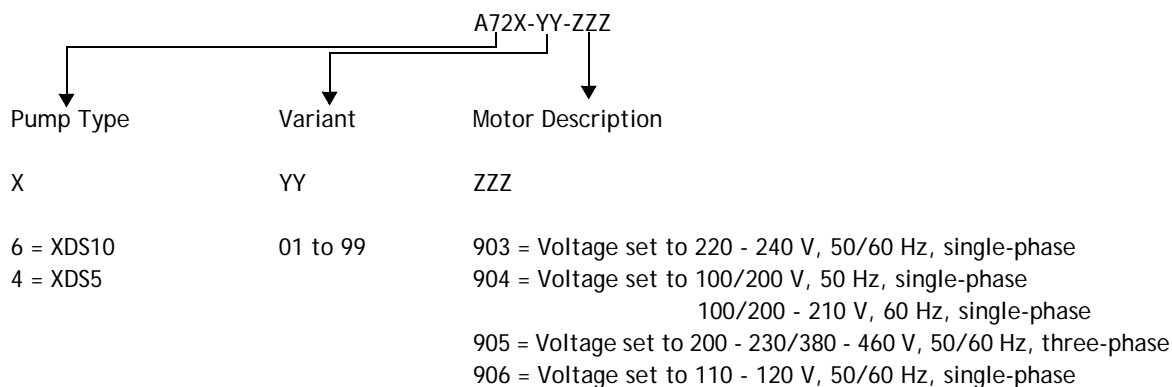 A72X-YY-ZZZ
Pump Type Variant Motor Description
X YY ZZZ
6 = XDS10 01 to 99 903 = Voltage set to 220 - 240 V, 50/60 Hz, single-phase
4 = XDS5 904 = Voltage set to 100/200 V, 50 Hz, single-phase
100/200 - 210 V, 60 Hz, single-phase
905 = Voltage set to 200 - 230/380 - 460 V, 50/60 Hz, three-phase
906 = Voltage set to 110 - 120 V, 50/60 Hz, single-phase